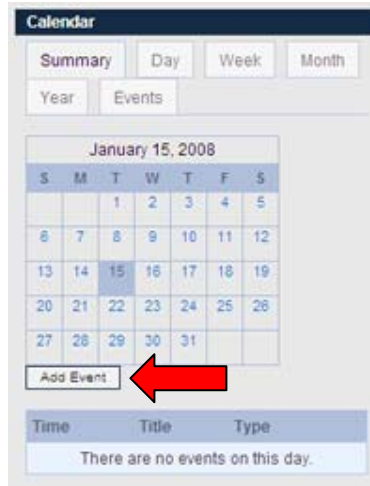 Calendar
Summary Day Week Month
Year Events
January 15, 2008
S M T W T F S
1 2 3 4 5
6 7 8 9 10 11 12
13 14 15 16 17 18 19
20 21 22 23 24 25 26
27 28 29 30 31
Add Event
Time Title Type
There are no events on this day.